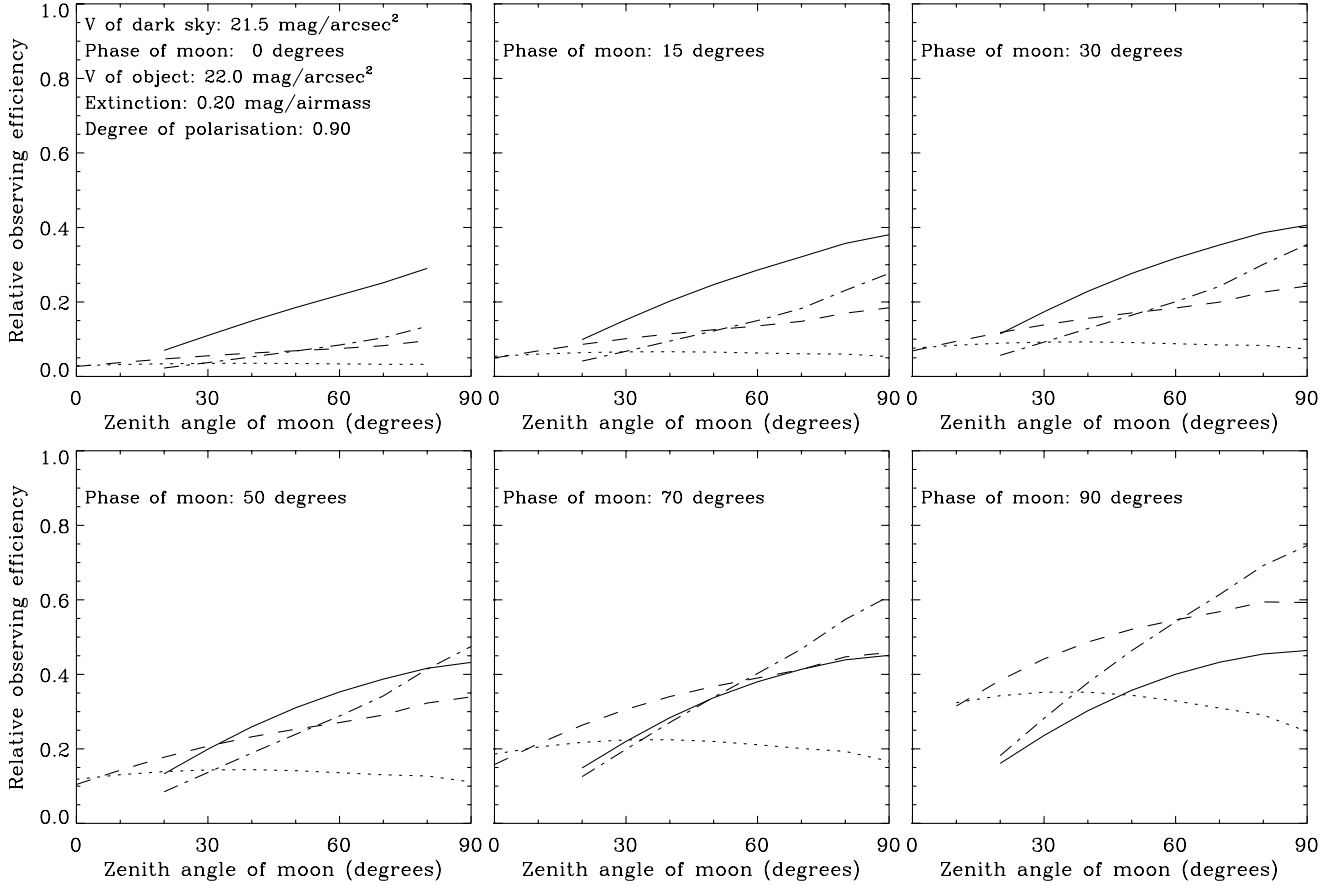 V of dark sky: 21.5 mag/arcsec²
Phase of moon: 0 degrees
V of object: 22.0 mag/arcsec²
Extinction: 0.20 mag/airmass
Degree of polarisation: 0.90
Phase of moon: 15 degrees
Phase of moon: 30 degrees
Relative observing efficiency
1.0
0.8
0.6
0.4
0.2
0.0
0 30 60 90
0 30 60 90
0 30 60 90
Zenith angle of moon (degrees)
Zenith angle of moon (degrees)
Zenith angle of moon (degrees)
Phase of moon: 50 degrees
Phase of moon: 70 degrees
Phase of moon: 90 degrees
Relative observing efficiency
1.0
0.8
0.6
0.4
0.2
0.0
0 30 60 90
0 30 60 90
0 30 60 90
Zenith angle of moon (degrees)
Zenith angle of moon (degrees)
Zenith angle of moon (degrees)